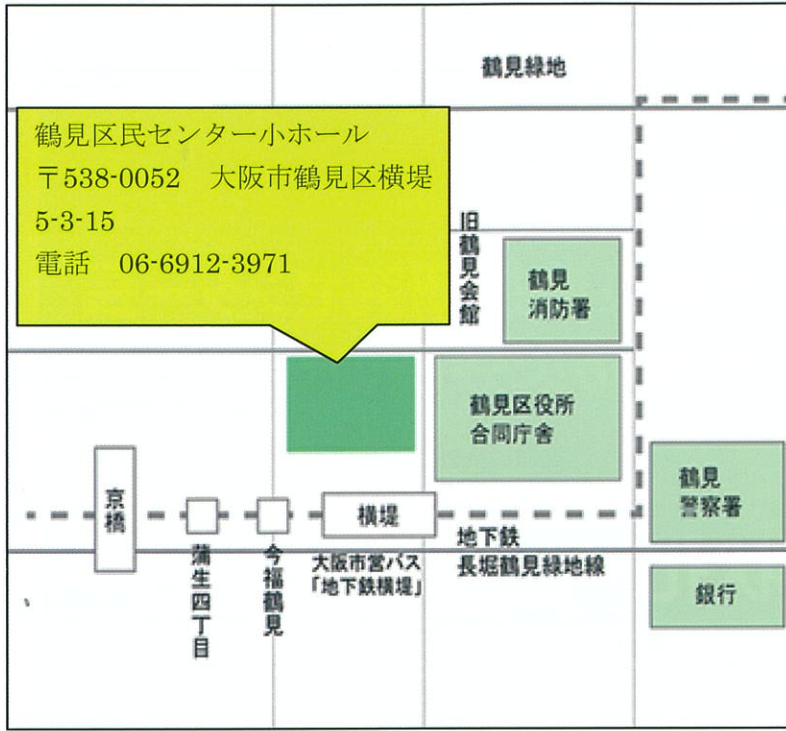 鶴見緑地
鶴見区民センター小ホール
〒538-0052　大阪市鶴見区横堤
5-3-15
電話　06-6912-3971
旧鶴見会館
鶴見
消防署
鶴見区役所
合同庁舎
鶴見
警察署
京橋
蒲生四丁目
今福鶴見
横堤
大阪市営バス
「地下鉄横堤」
地下鉄
長堀鶴見緑地線
銀行